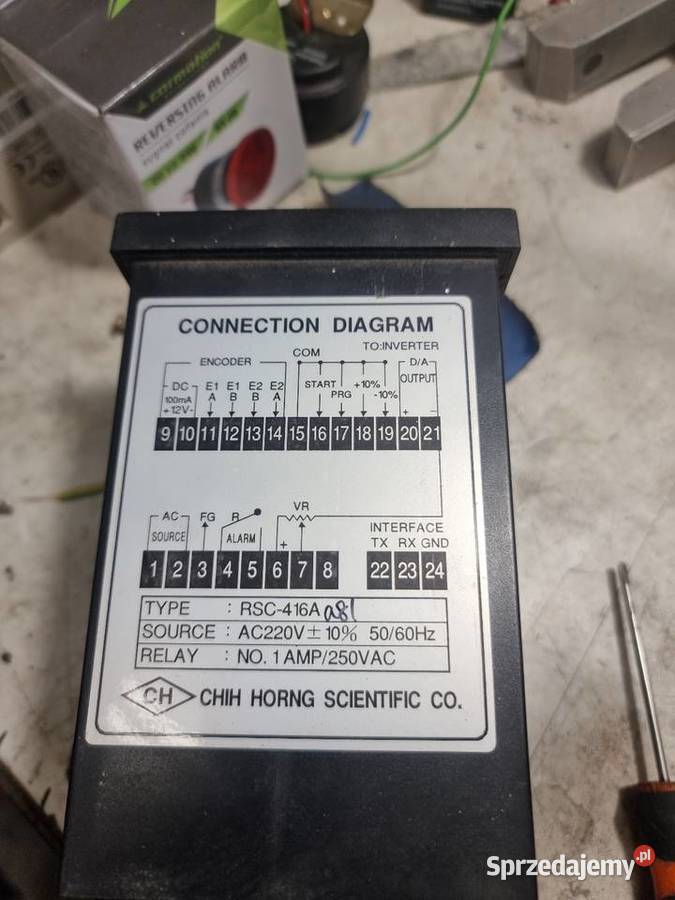 cormotion
REVERSING ALARM
CONNECTION DIAGRAM
TO:INVERTER
COM
ENCODER
D/A
OUTPUT
DC
100mA
+12V-
E1 E1 E2 E2
A B B A
START
PRG
+10%
-10%
+ -
9 10 11 12 13 14 15 16 17 18 19 20 21
AC
SOURCE
FG
R
ALARM
VR
+
INTERFACE
TX RX GND
1 2 3 4 5 6 7 8 22 23 24
TYPE : RSC-416A a81
SOURCE : AC220V ± 10% 50/60Hz
RELAY : NO. 1 AMP/250VAC
CH CHIH HORNG SCIENTIFIC CO.
Sprzedajemy.pl